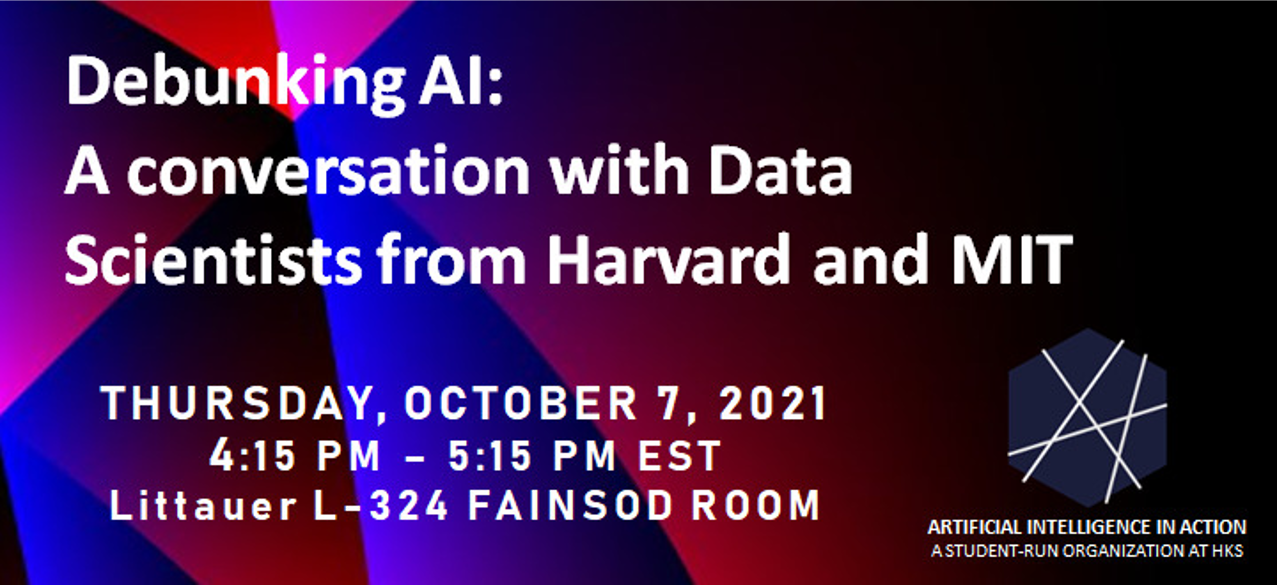 Debunking AI:
A conversation with Data
Scientists from Harvard and MIT
THURSDAY, OCTOBER 7, 2021
4:15 PM – 5:15 PM EST
Littauer L-324 FAINSOD ROOM
ARTIFICIAL INTELLIGENCE IN ACTION
A STUDENT-RUN ORGANIZATION AT HKS